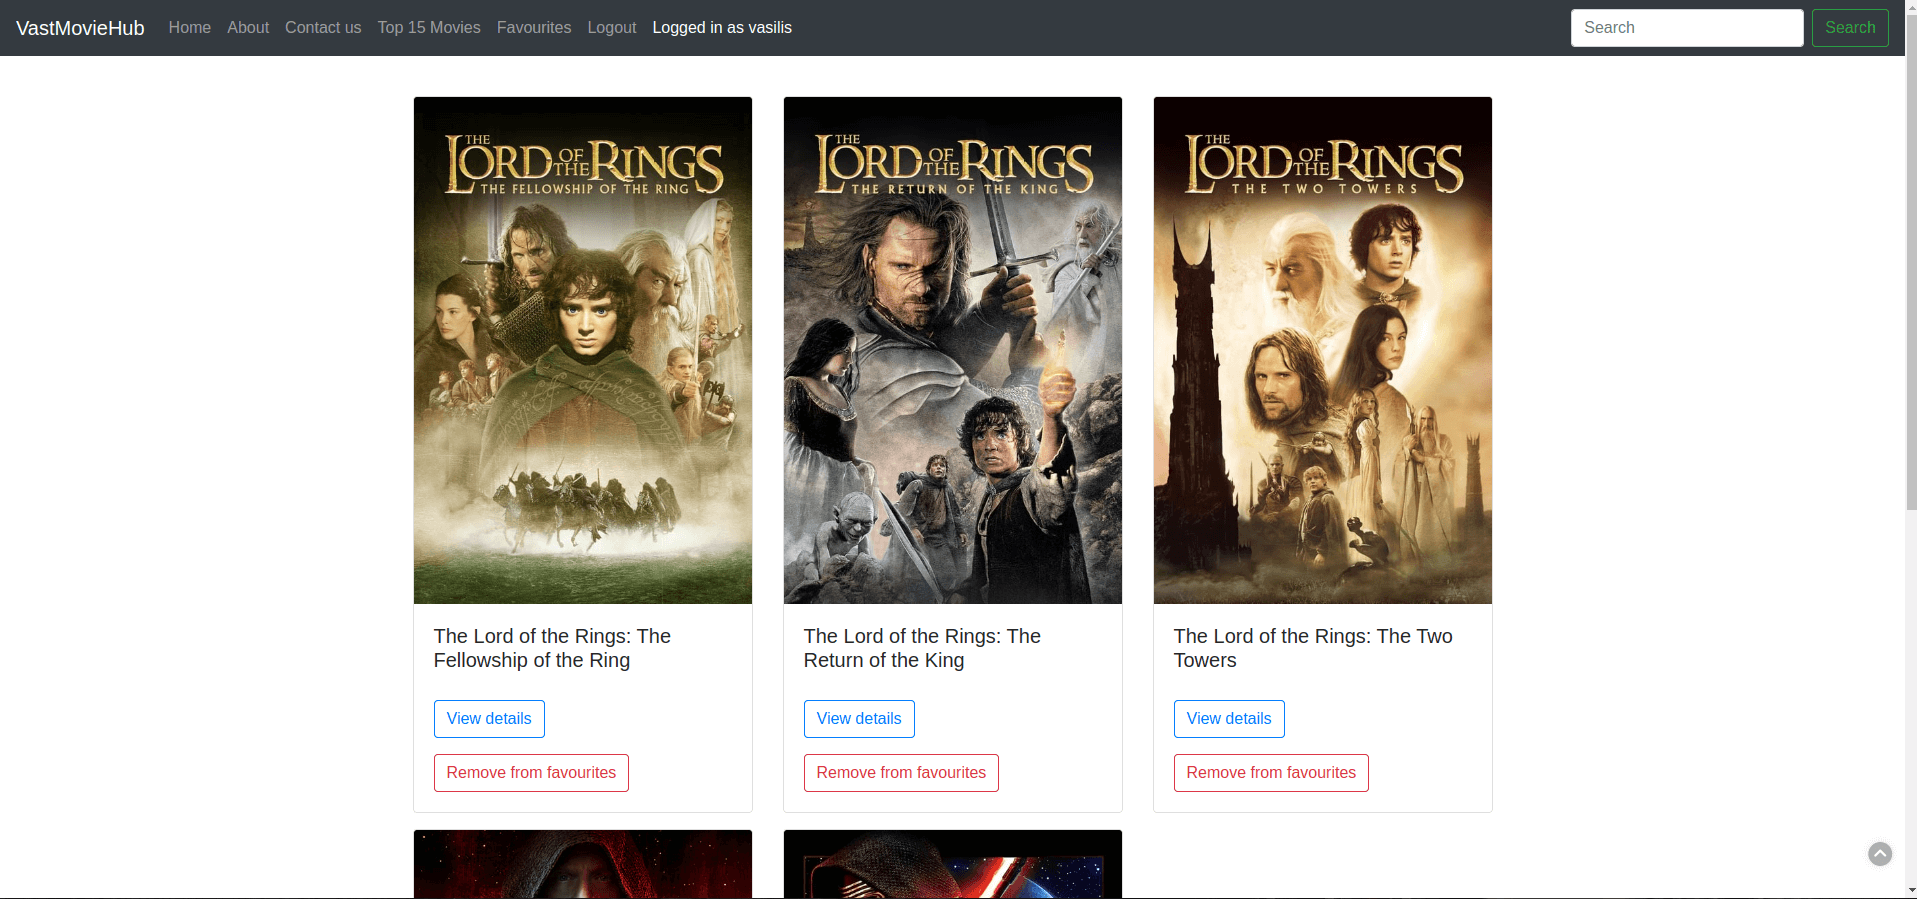 VastMovieHub Home About Contact us Top 15 Movies Favourites Logout Logged in as vasilis Search Search
THE LORD OF THE RINGS
THE FELLOWSHIP OF THE RING
THE LORD OF THE RINGS
THE RETURN OF THE KING
THE LORD OF THE RINGS
THE TWO TOWERS
The Lord of the Rings: The
Fellowship of the Ring
View details
Remove from favourites
The Lord of the Rings: The
Return of the King
View details
Remove from favourites
The Lord of the Rings: The Two
Towers
View details
Remove from favourites